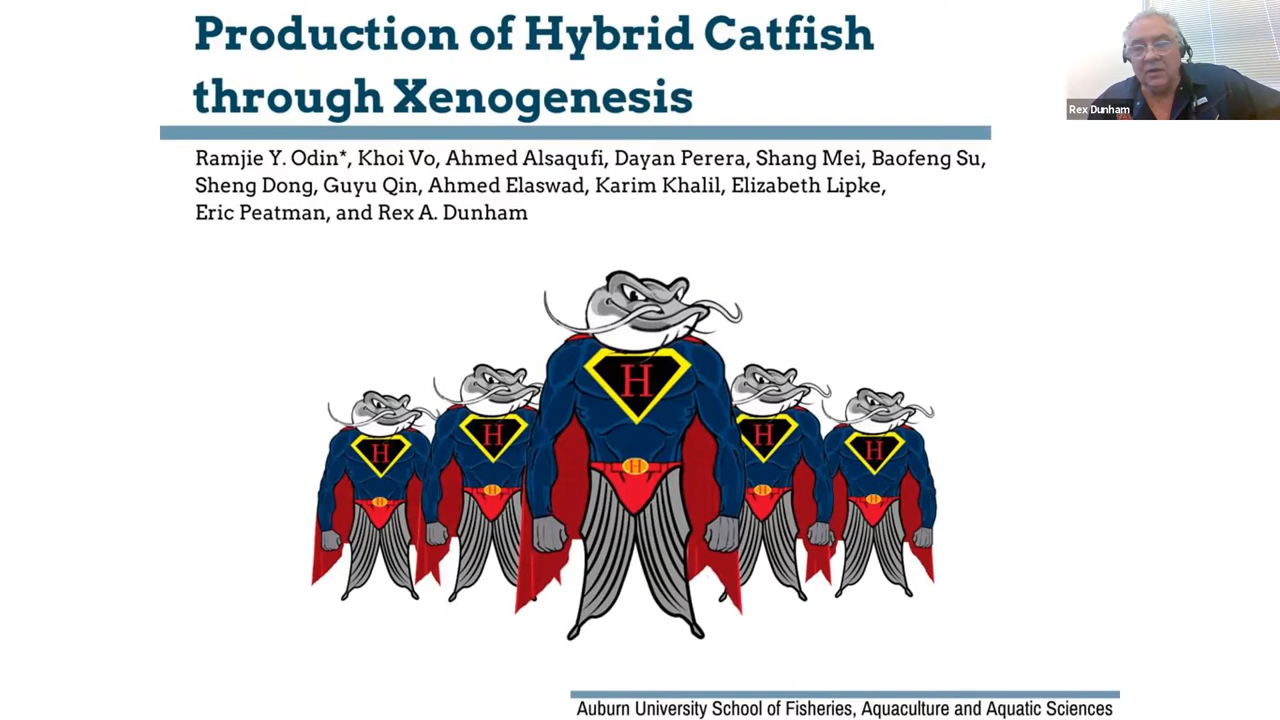 Production of Hybrid Catfish
through Xenogenesis
Rex Dunham
Ramjie Y. Odin*, Khoi Vo, Ahmed Alsaqufi, Dayan Perera, Shang Mei, Baofeng Su,
Sheng Dong, Guyu Qin, Ahmed Elaswad, Karim Khalil, Elizabeth Lipke,
Eric Peatman, and Rex A. Dunham
H
H
H
H
H
H
H
H
H
H
Auburn University School of Fisheries, Aquaculture and Aquatic Sciences